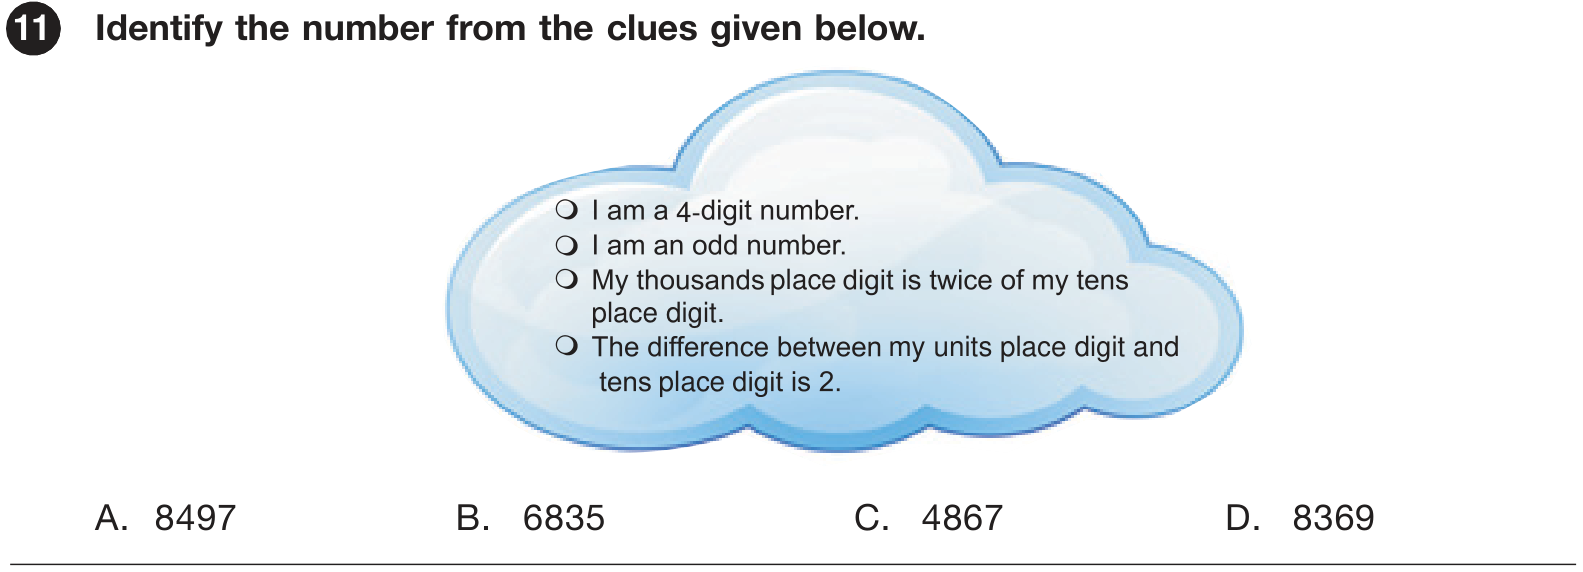 11 Identify the number from the clues given below.
❍ I am a 4-digit number.
❍ I am an odd number.
❍ My thousands place digit is twice of my tens
place digit.
❍ The difference between my units place digit and
tens place digit is 2.
A. 8497 B. 6835 C. 4867 D. 8369